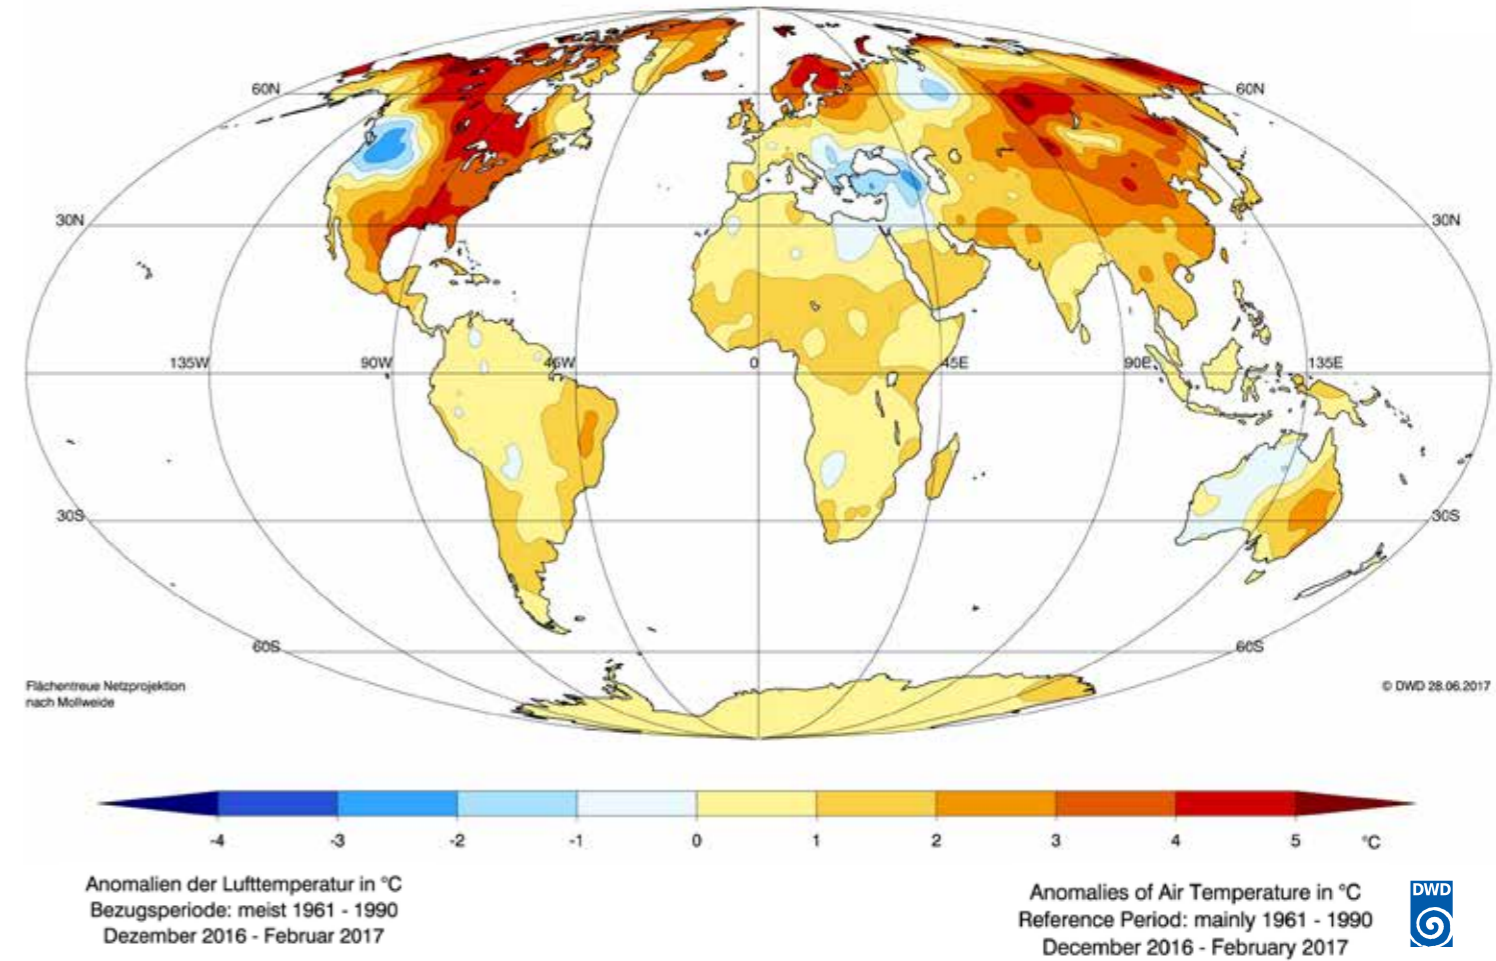 60N 60N
30N 30N
135W 90W 45W 0 45E 90E 135E
30S 30S
60S 60S
Flächentreue Netzprojektion
nach Mollweide
© DWD 28.06.2017
-4 -3 -2 -1 0 1 2 3 4 5 °C
Anomalien der Lufttemperatur in °C
Bezugsperiode: meist 1961 - 1990
Dezember 2016 - Februar 2017
Anomalies of Air Temperature in °C
Reference Period: mainly 1961 - 1990
December 2016 - February 2017
DWD